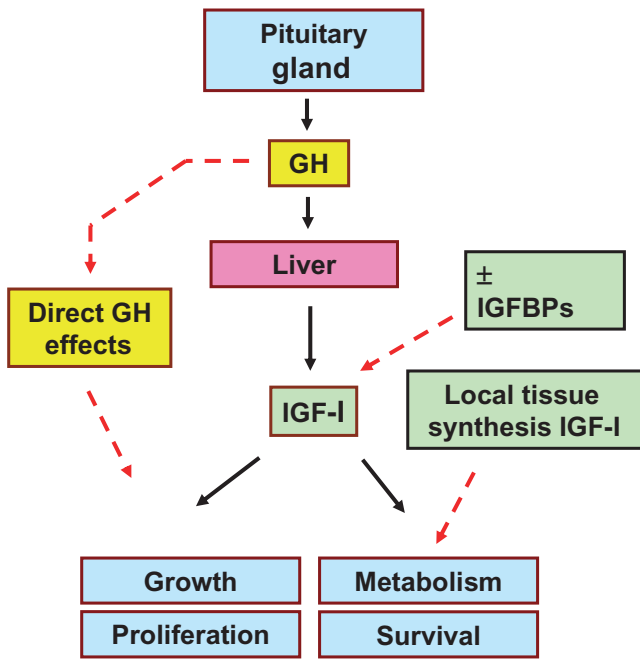 Pituitary
gland
GH
Liver
±
IGFBPs
Direct GH
effects
IGF-I
Local tissue
synthesis IGF-I
Growth
Metabolism
Proliferation
Survival